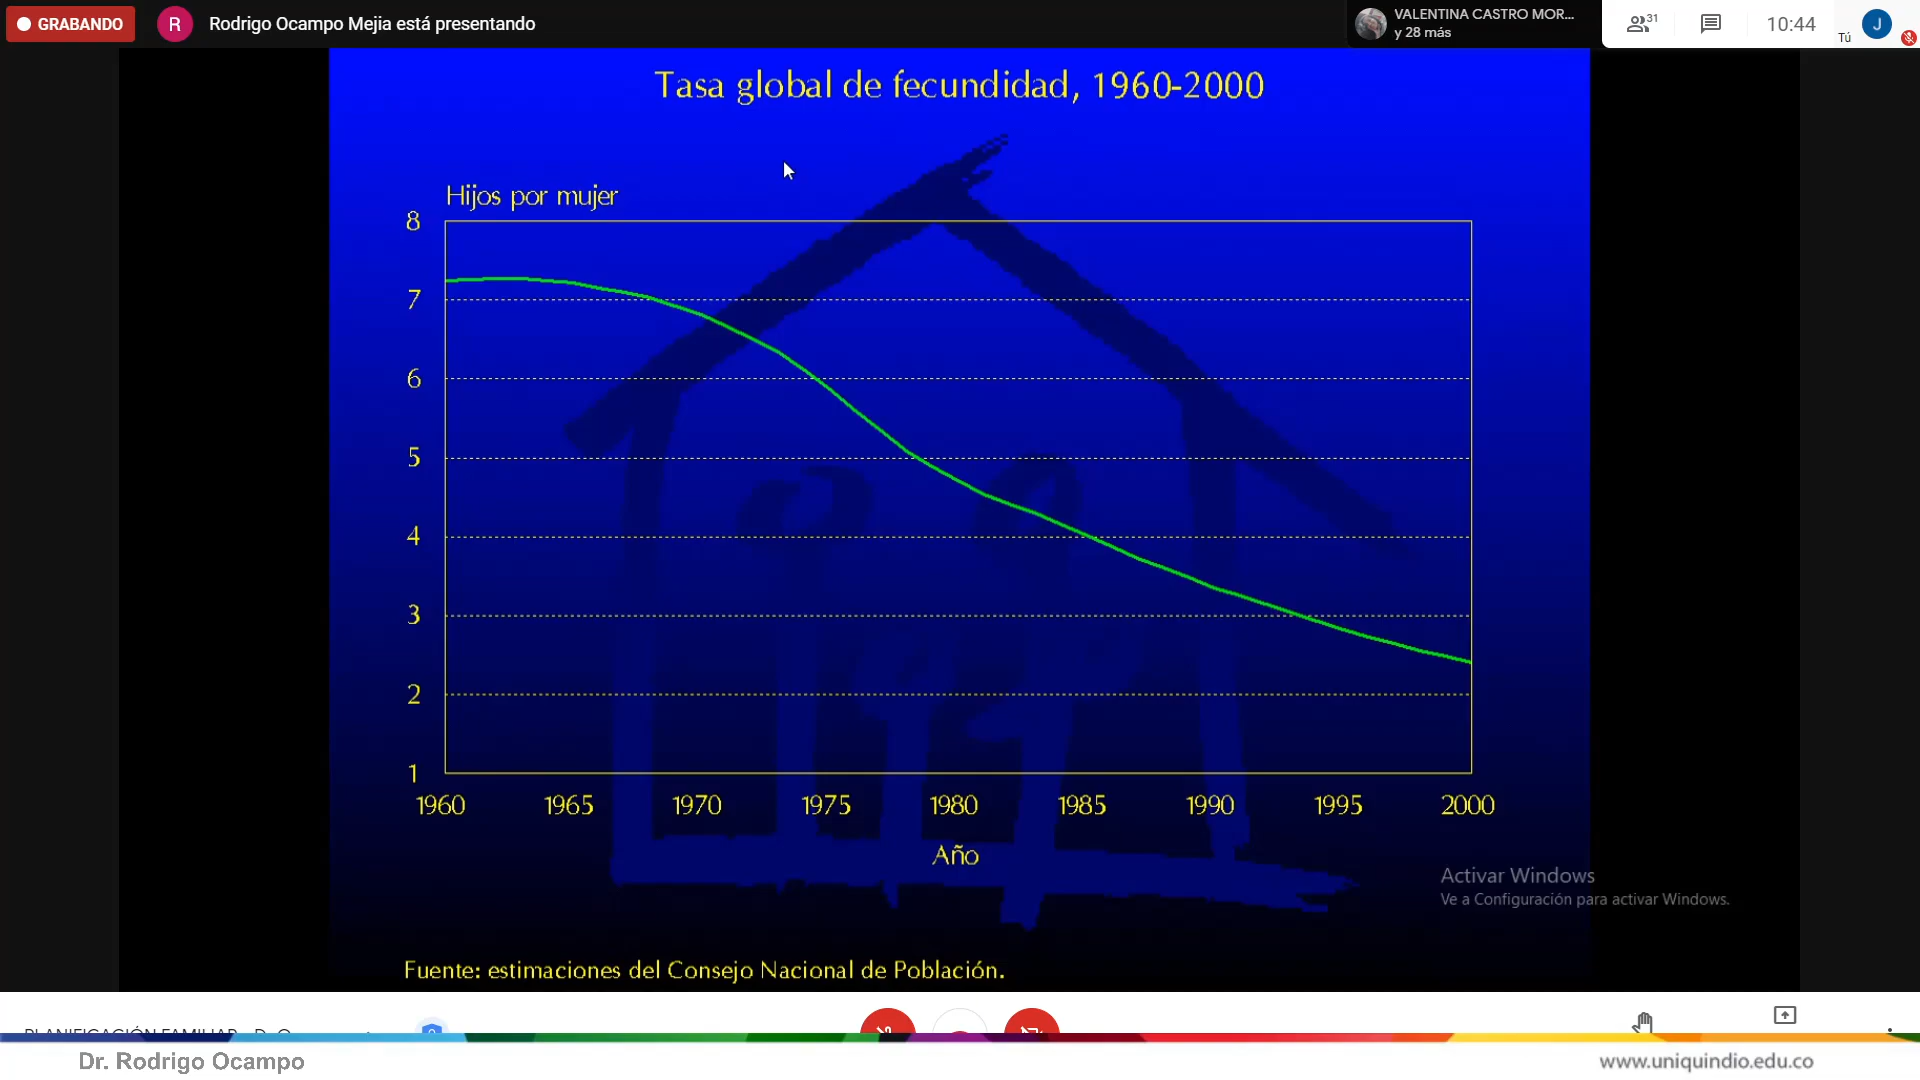 GRABANDO
R
Rodrigo Ocampo Mejia está presentando
VALENTINA CASTRO MOR...
y 28 más
31
10:44
Tú
J
Tasa global de fecundidad, 1960-2000
Hijos por mujer
8
7
6
5
4
3
2
1
1960 1965 1970 1975 1980 1985 1990 1995 2000
Año
Activar Windows
Ve a Configuración para activar Windows.
Fuente: estimaciones del Consejo Nacional de Población.
PLANIFICACIÓN FAMILIAR
Dr. Rodrigo Ocampo
www.uniquindio.edu.co